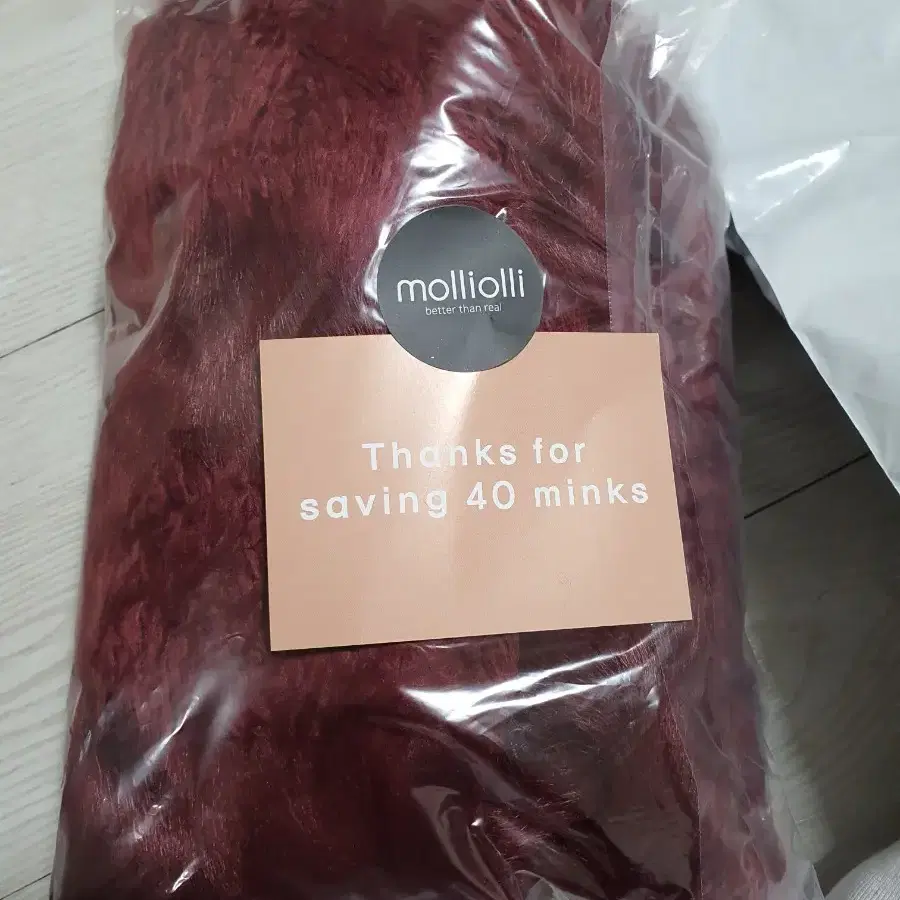 molliolli
better than real
Thanks for
saving 40 minks